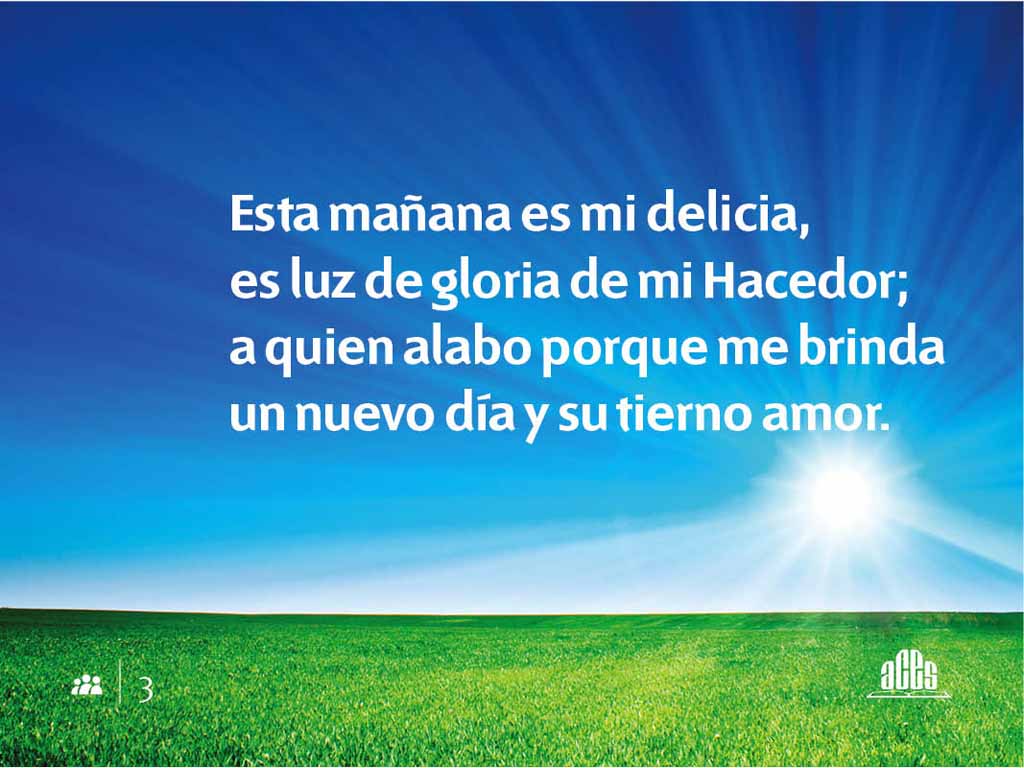 Esta mañana es mi delicia,
es luz de gloria de mi Hacedor;
a quien alabo porque me brinda
un nuevo día y su tierno amor.
3
aces